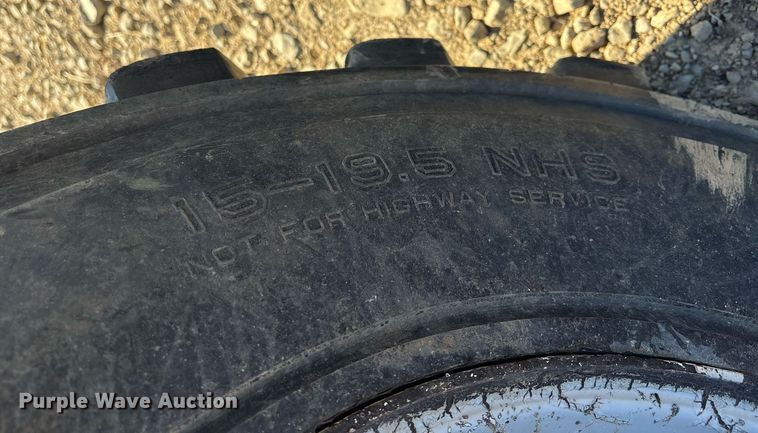 15-19.5 NHS
NOT FOR HIGHWAY SERVICE
Purple Wave Auction